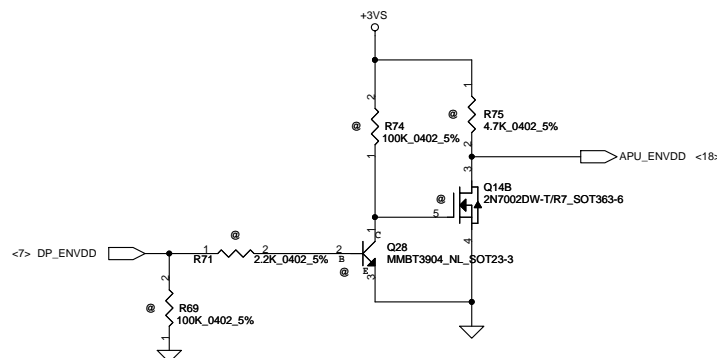 +3VS
1
2
@
@
R74
100K_0402_5%
R75
4.7K_0402_5%
1
2
3
APU_ENVDD <18>
@
5
Q14B
2N7002DW-T/R7_SOT363-6
4
<7> DP_ENVDD
1
@
2
R71
2.2K_0402_5%
2
B
1
C
E
3
@
Q28
MMBT3904_NL_SOT23-3
2
@
R69
100K_0402_5%
1